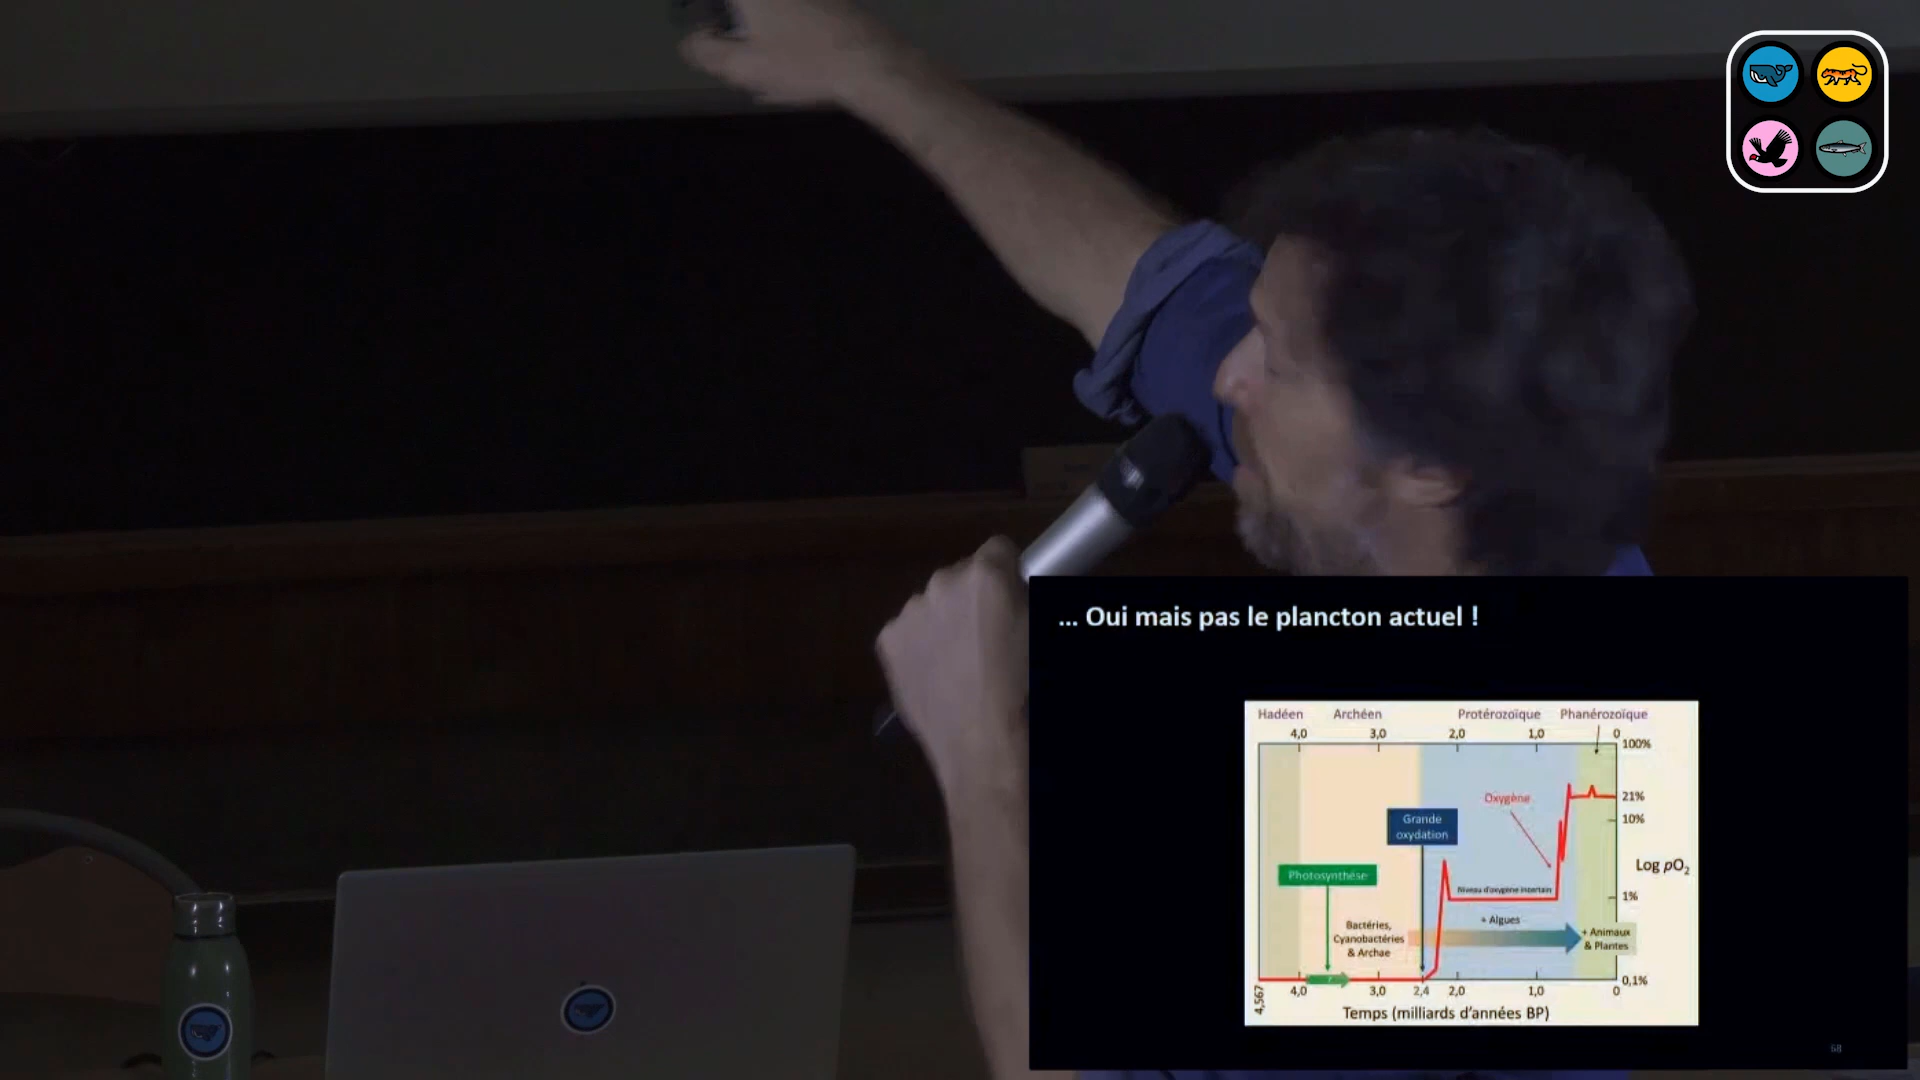 ... Oui mais pas le plancton actuel !
Hadéen Archéen Protérozoïque Phanérozoïque
4,0 3,0 2,0 1,0 0
100%
21%
Oxygène
10%
Grande
oxydation
Log pO2
Photosynthèse
Niveau d'oxygène incertain
1%
+ Algues
Bactéries,
Cyanobactéries
& Archae
+ Animaux
& Plantes
?
0,1%
4,567
4,0 3,0 2,4 2,0 1,0 0
Temps (milliards d'années BP)
68